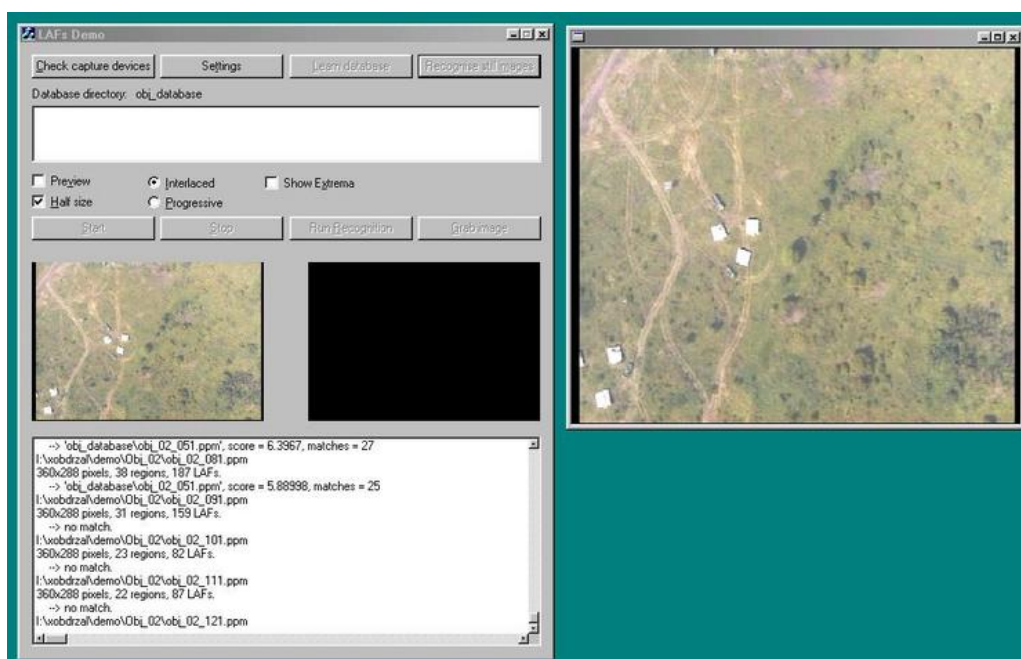 LAFs Demo
Check capture devices Settings Learn database Recognise still images
Database directory: obj_database
Preview Interlaced Show Extrema
Half size Progressive
Start Stop Run Recognition Grab image
--> 'obj_database\obj_02_051.ppm', score = 6.3967, matches = 27
I:\xobdrzal\demo\Obj_02\obj_02_081.ppm
360x288 pixels, 38 regions, 187 LAFs.
--> 'obj_database\obj_02_051.ppm', score = 5.88998, matches = 25
I:\xobdrzal\demo\Obj_02\obj_02_091.ppm
360x288 pixels, 31 regions, 159 LAFs.
--> no match.
I:\xobdrzal\demo\Obj_02\obj_02_101.ppm
360x288 pixels, 23 regions, 82 LAFs.
--> no match.
I:\xobdrzal\demo\Obj_02\obj_02_111.ppm
360x288 pixels, 22 regions, 87 LAFs.
--> no match.
I:\xobdrzal\demo\Obj_02\obj_02_121.ppm